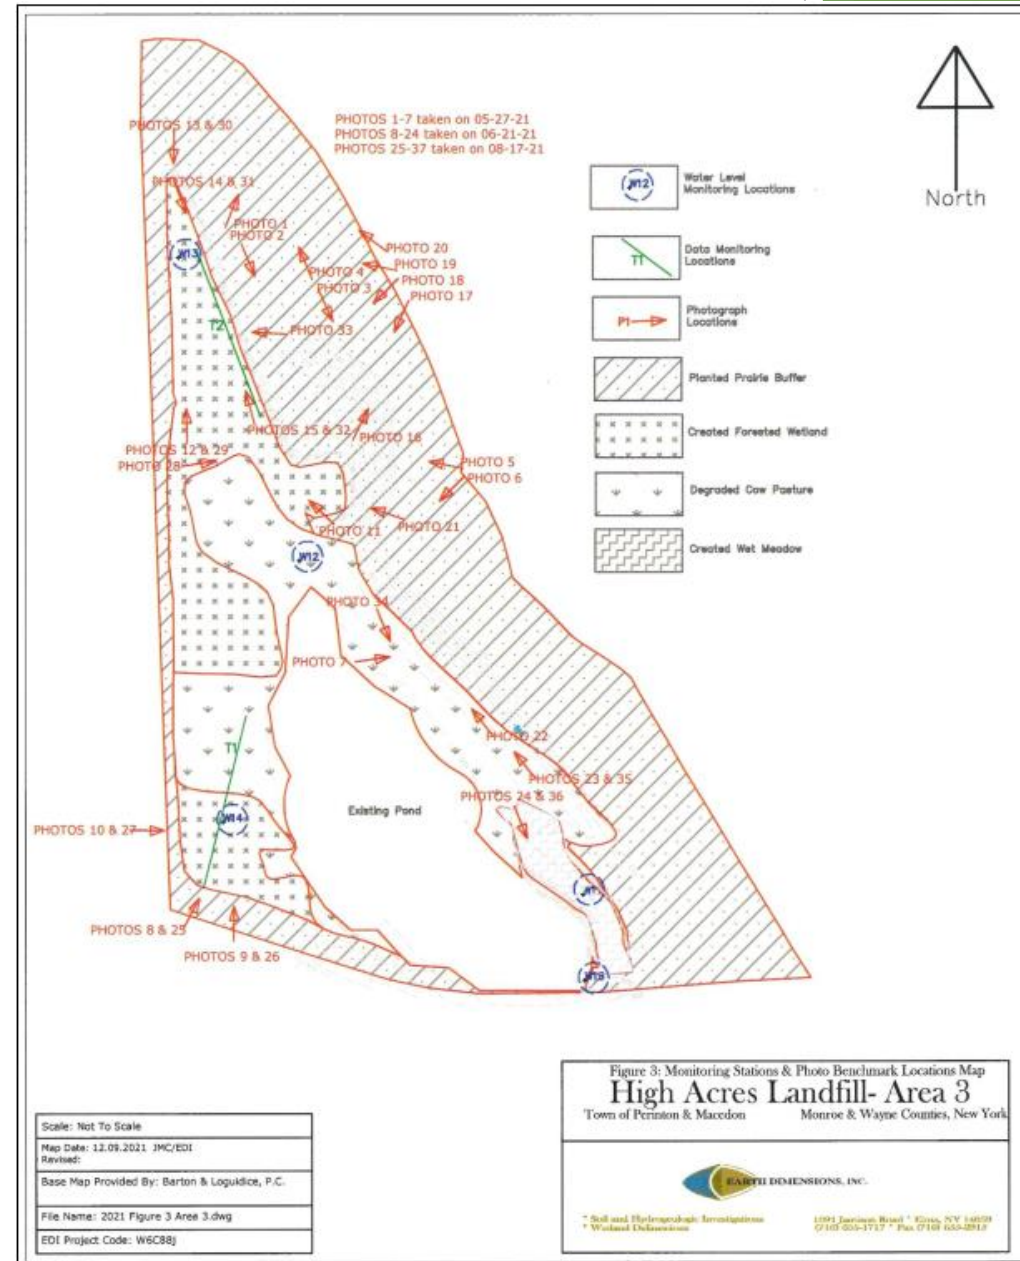 PHOTOS 1-7 taken on 05-27-21
PHOTOS 8-24 taken on 06-21-21
PHOTOS 25-37 taken on 08-17-21
North
W12
Water Level
Monitoring Locations
T1
Data Monitoring
Locations
P1
Photograph
Locations
Planted Prairie Buffer
Created Forested Wetland
Degraded Cow Pasture
Created Wet Meadow
PHOTOS 13 & 30
PHOTOS 14 & 31
PHOTO 1
PHOTO 2
W13
PHOTO 20
PHOTO 19
PHOTO 18
PHOTO 17
PHOTO 4
PHOTO 3
T2
PHOTO 33
PHOTOS 15 & 32
PHOTO 16
PHOTOS 12 & 29
PHOTO 28
PHOTO 5
PHOTO 6
PHOTO 11
PHOTO 21
W12
PHOTO 34
PHOTO 7
PHOTO 22
T1
PHOTOS 23 & 35
PHOTOS 24 & 36
Existing Pond
W14
PHOTOS 10 & 27
PHOTOS 8 & 25
PHOTOS 9 & 26
Figure 3: Monitoring Stations & Photo Benchmark Locations Map
High Acres Landfill- Area 3
Town of Perinton & Macedon Monroe & Wayne Counties, New York
EARTH DIMENSIONS, INC.
* Soil and Hydrogeologic Investigations
* Wetland Delineations
Scale: Not To Scale
Map Date: 12.09.2021 JMC/EDI
Revised:
Base Map Provided By: Barton & Loguidice, P.C.
File Name: 2021 Figure 3 Area 3.dwg
EDI Project Code: W6C88j